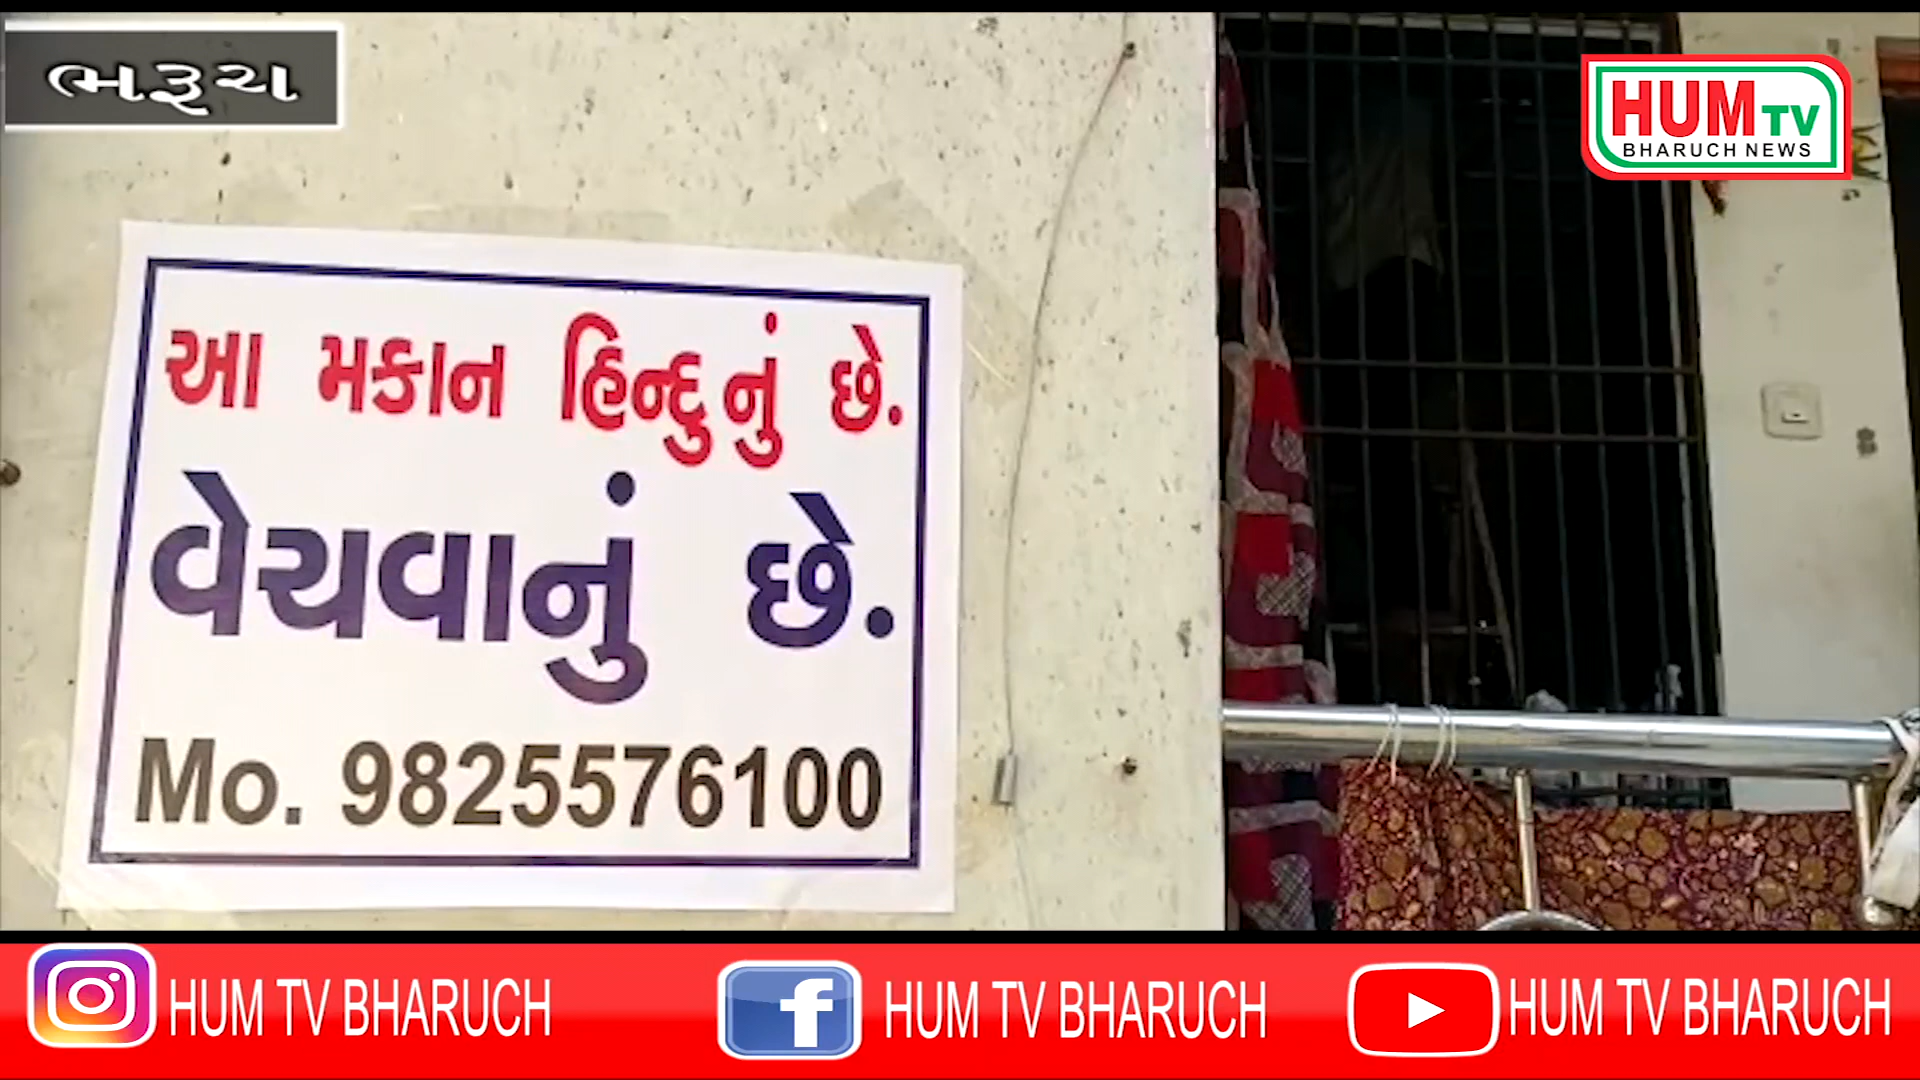 ભરૂચ
HUM TV
BHARUCH NEWS
આ મકાન હિન્દુનું છે.
વેચવાનું છે.
Mo. 9825576100
HUM TV BHARUCH
HUM TV BHARUCH
HUM TV BHARUCH